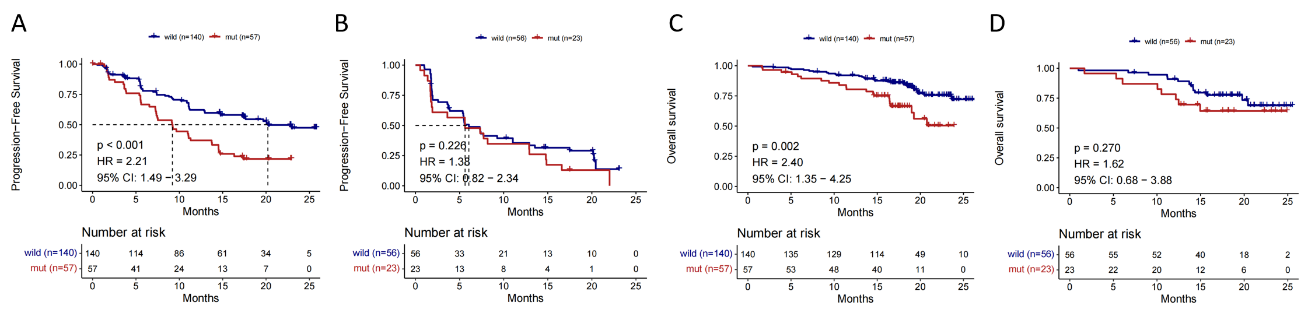 A
wild (n=140) mut (n=57)
Progression−Free Survival
1.00
0.75
0.50
0.25
0.00
p < 0.001
HR = 2.21
95% CI: 1.49 − 3.29
0 5 10 15 20 25
Months
Number at risk
wild (n=140) 140 114 86 61 34 5
mut (n=57) 57 41 24 13 7 0
0 5 10 15 20 25
Months
B
wild (n=56) mut (n=23)
Progression−Free Survival
1.00
0.75
0.50
0.25
0.00
p = 0.226
HR = 1.38
95% CI: 0.82 − 2.34
0 5 10 15 20 25
Months
Number at risk
wild (n=56) 56 33 21 13 10 0
mut (n=23) 23 13 8 4 1 0
0 5 10 15 20 25
Months
C
wild (n=140) mut (n=57)
Overall survival
1.00
0.75
0.50
0.25
0.00
p = 0.002
HR = 2.40
95% CI: 1.35 − 4.25
0 5 10 15 20 25
Months
Number at risk
wild (n=140) 140 135 129 114 49 10
mut (n=57) 57 53 48 40 11 0
0 5 10 15 20 25
Months
D
wild (n=56) mut (n=23)
Overall survival
1.00
0.75
0.50
0.25
0.00
p = 0.270
HR = 1.62
95% CI: 0.68 − 3.88
0 5 10 15 20 25
Months
Number at risk
wild (n=56) 56 55 52 40 18 2
mut (n=23) 23 22 20 12 6 0
0 5 10 15 20 25
Months